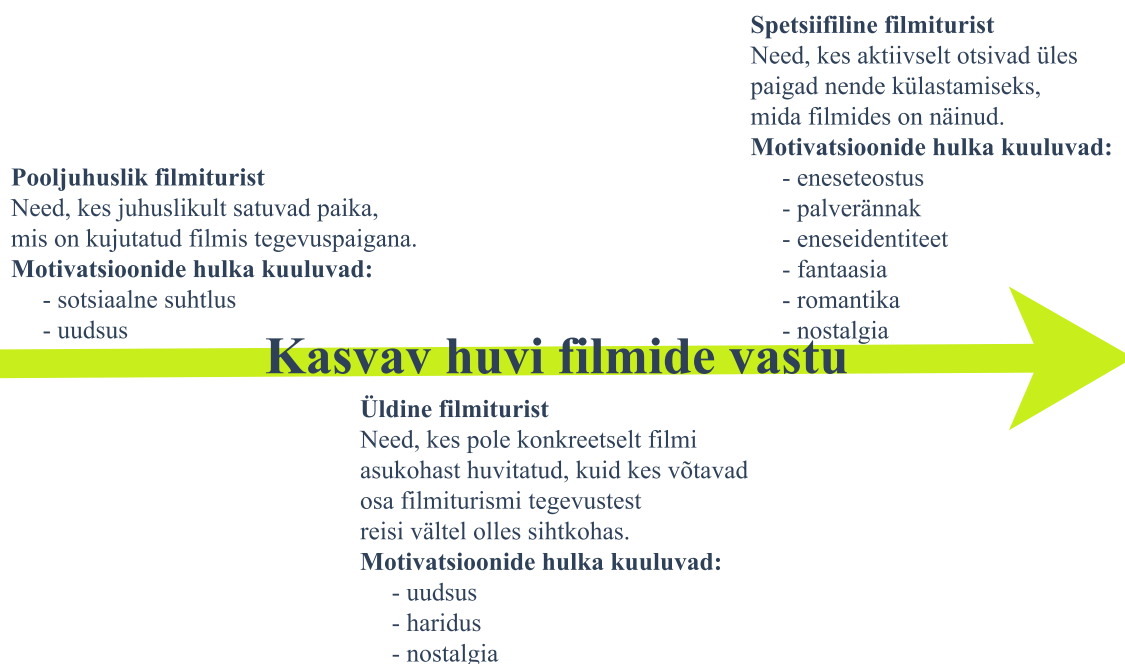 Spetsiifiline filmiturist
Need, kes aktiivselt otsivad üles
paigad nende külastamiseks,
mida filmides on näinud.
Motivatsioonide hulka kuuluvad:
- eneseteostus
- palverännak
- eneseidentiteet
- fantaasia
- romantika
- nostalgia
Pooljuhuslik filmiturist
Need, kes juhuslikult satuvad paika,
mis on kujutatud filmis tegevuspaigana.
Motivatsioonide hulka kuuluvad:
- sotsiaalne suhtlus
- uudsus
Kasvav huvi filmide vastu
Üldine filmiturist
Need, kes pole konkreetselt filmi
asukohast huvitatud, kuid kes võtavad
osa filmiturismi tegevustest
reisi vältel olles sihtkohas.
Motivatsioonide hulka kuuluvad:
- uudsus
- haridus
- nostalgia